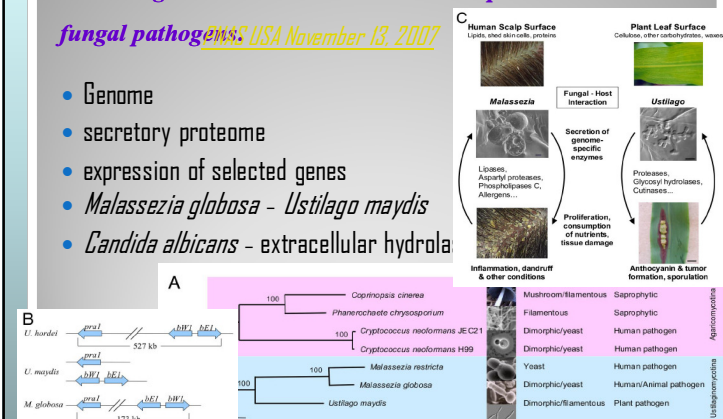 fungal pathogens.
PNAS USA November 13, 2007
Genome
secretory proteome
expression of selected genes
Malassezia globosa – Ustilago maydis
Candida albicans – extracellular
C
Human Scalp Surface
Lipids, shed skin cells, proteins
Plant Leaf Surface
Cellulose, other carbohydrates, waxes
Fungal - Host
Interaction
Malassezia
Ustilago
Secretion of
genome-
specific
enzymes
Lipases,
Aspartyl proteases,
Phospholipases C,
Allergens...
Proteases,
Glycosyl hydrolases,
Cutinases...
Proliferation,
consumption
of nutrients,
tissue damage
Inflammation, dandruff
& other conditions
Anthocyanin & tumor
formation, sporulation
A
100
Coprinopsis cinerea
Mushroom/filamentous
Saprophytic
Phanerochaete chrysosporium
Filamentous
Saprophytic
100
Cryptococcus neoformans JEC21
Dimorphic/yeast
Human pathogen
Cryptococcus neoformans H99
Dimorphic/yeast
Human pathogen
Agaricomycotina
100
Malassezia restricta
Yeast
Human pathogen
100
Malassezia globosa
Dimorphic/yeast
Human/Animal pathogen
Ustilago maydis
Dimorphic/filamentous
Plant pathogen
B
U. hordei
pra1
bW1
bE1
527 kb
U. maydis
pra1
bW1
bE1
M. globosa
pra1
bE1
bW1